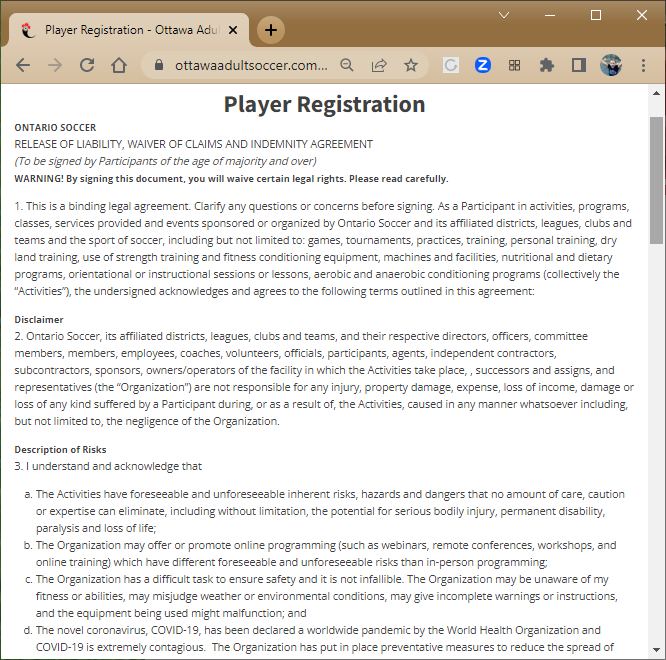 Player Registration - Ottawa Adul
ottawaadultsoccer.com...
Player Registration
ONTARIO SOCCER
RELEASE OF LIABILITY, WAIVER OF CLAIMS AND INDEMNITY AGREEMENT
(To be signed by Participants of the age of majority and over)
WARNING! By signing this document, you will waive certain legal rights. Please read carefully.
1. This is a binding legal agreement. Clarify any questions or concerns before signing. As a Participant in activities, programs,
classes, services provided and events sponsored or organized by Ontario Soccer and its affiliated districts, leagues, clubs and
teams and the sport of soccer, including but not limited to: games, tournaments, practices, training, personal training, dry
land training, use of strength training and fitness conditioning equipment, machines and facilities, nutritional and dietary
programs, orientational or instructional sessions or lessons, aerobic and anaerobic conditioning programs (collectively the
“Activities”), the undersigned acknowledges and agrees to the following terms outlined in this agreement:
Disclaimer
2. Ontario Soccer, its affiliated districts, leagues, clubs and teams, and their respective directors, officers, committee
members, members, employees, coaches, volunteers, officials, participants, agents, independent contractors,
subcontractors, sponsors, owners/operators of the facility in which the Activities take place, , successors and assigns, and
representatives (the “Organization”) are not responsible for any injury, property damage, expense, loss of income, damage or
loss of any kind suffered by a Participant during, or as a result of, the Activities, caused in any manner whatsoever including,
but not limited to, the negligence of the Organization.
Description of Risks
3. I understand and acknowledge that
a. The Activities have foreseeable and unforeseeable inherent risks, hazards and dangers that no amount of care, caution
or expertise can eliminate, including without limitation, the potential for serious bodily injury, permanent disability,
paralysis and loss of life;
b. The Organization may offer or promote online programming (such as webinars, remote conferences, workshops, and
online training) which have different foreseeable and unforeseeable risks than in-person programming;
c. The Organization has a difficult task to ensure safety and it is not infallible. The Organization may be unaware of my
fitness or abilities, may misjudge weather or environmental conditions, may give incomplete warnings or instructions,
and the equipment being used might malfunction; and
d. The novel coronavirus, COVID-19, has been declared a worldwide pandemic by the World Health Organization and
COVID-19 is extremely contagious. The Organization has put in place preventative measures to reduce the spread of